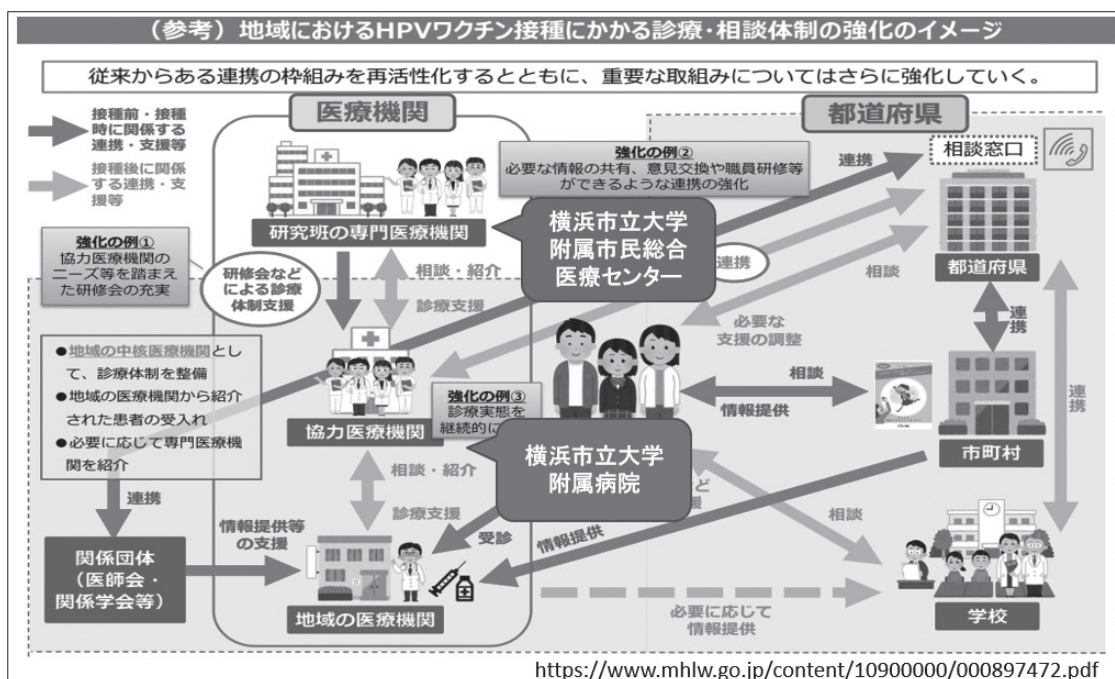 （参考）地域におけるHPVワクチン接種にかかる診療・相談体制の強化のイメージ
従来からある連携の枠組みを再活性化するとともに、重要な取組みについてはさらに強化していく。
接種前・接種
時に関係する
連携・支援等
接種後に関係
する連携・支
援等
医療機関
都道府県
強化の例②
必要な情報の共有、意見交換や職員研修等
ができるような連携の強化
連携
相談窓口
研究班の専門医療機関
横浜市立大学
附属市民総合
医療センター
都道府県
強化の例①
協力医療機関の
ニーズ等を踏まえ
た研修会の充実
研修会など
による診療
体制支援
相談・紹介
診療支援
連携
相談
必要な
支援の調整
連携
連携
●地域の中核医療機関とし
て、診療体制を整備
●地域の医療機関から紹介
された患者の受入れ
●必要に応じて専門医療機
関を紹介
協力医療機関
強化の例③
診療実態を
継続的に
横浜市立大学
附属病院
相談
情報提供
市町村
連携
相談・紹介
診療支援
ど
援
相談
関係団体
（医師会・
関係学会等）
情報提供等
の支援
受診
情報提供
地域の医療機関
必要に応じて
情報提供
学校
https://www.mhlw.go.jp/content/10900000/000897472.pdf